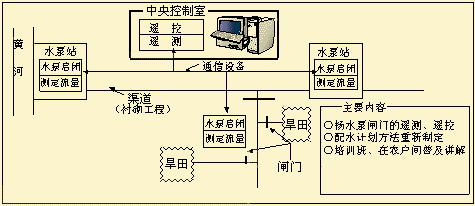 中央控制室
遥 控
遥 测
黄
河
水泵站
水泵启闭
测定流量
通信设备
水泵站
水泵启闭
测定流量
渠道
(衬砌工程)
水泵启闭
测定流量
旱田
旱田
闸门
主要内容
○杨水泵闸门的遥测、遥控
○配水计划方法重新制定
○培训班、在农户间普及讲解